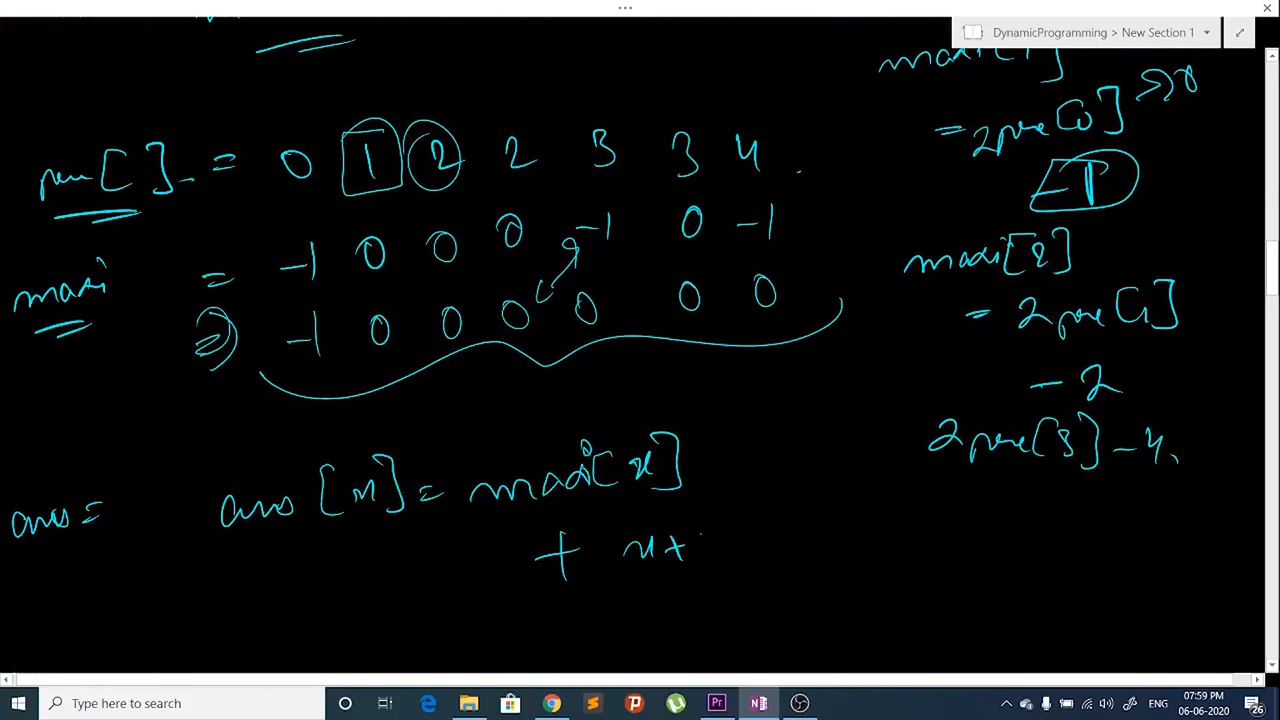 DynamicProgramming > New Section 1
pre[ ] = 0 1 2 2 3 3 4
maxi = -1 0 0 0 -1 0 -1
=) -1 0 0 0 0 0 0
ans = ans[x] = maxi[x]
+ x +
= 2pre[0]
-1
maxi[2]
= 2pre[1]
- 2
2pre[3] - 4
Type here to search
ENG
07:59 PM
06-06-2020
26